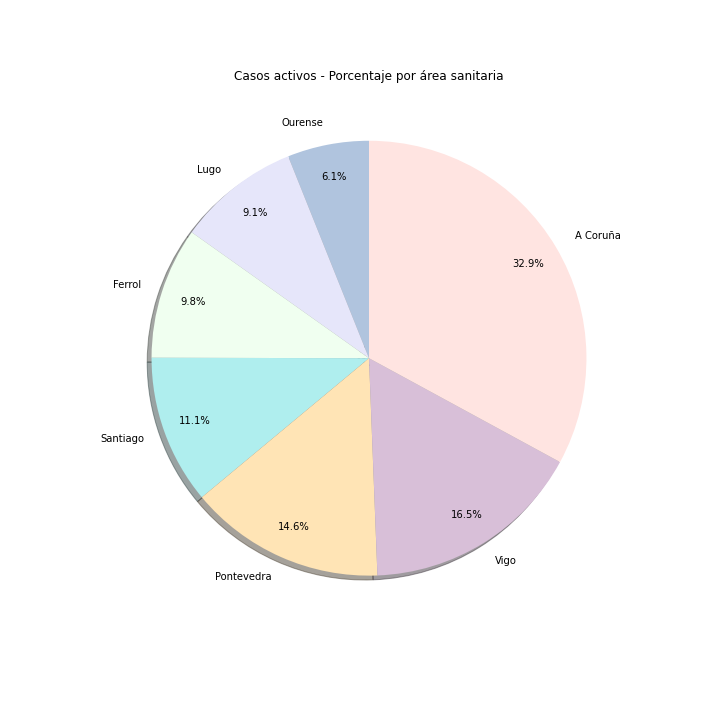 Casos activos - Porcentaje por área sanitaria
Ourense
6.1%
Lugo
9.1%
A Coruña
32.9%
Ferrol
9.8%
11.1%
Santiago
16.5%
14.6%
Vigo
Pontevedra